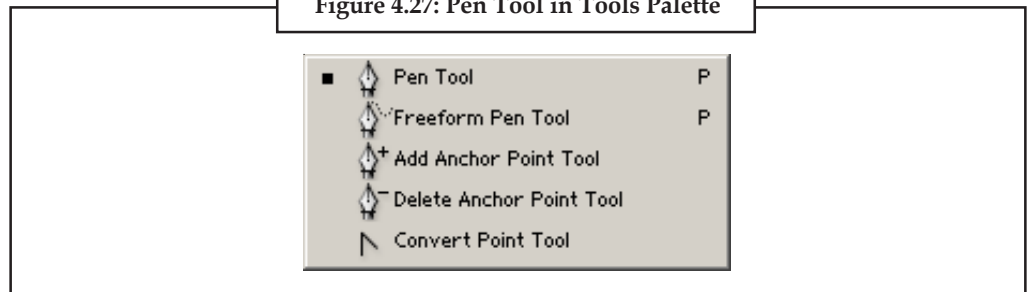 Figure 4.27: Pen Tool in Tools Palette
Pen Tool P
Freeform Pen Tool P
Add Anchor Point Tool
Delete Anchor Point Tool
Convert Point Tool